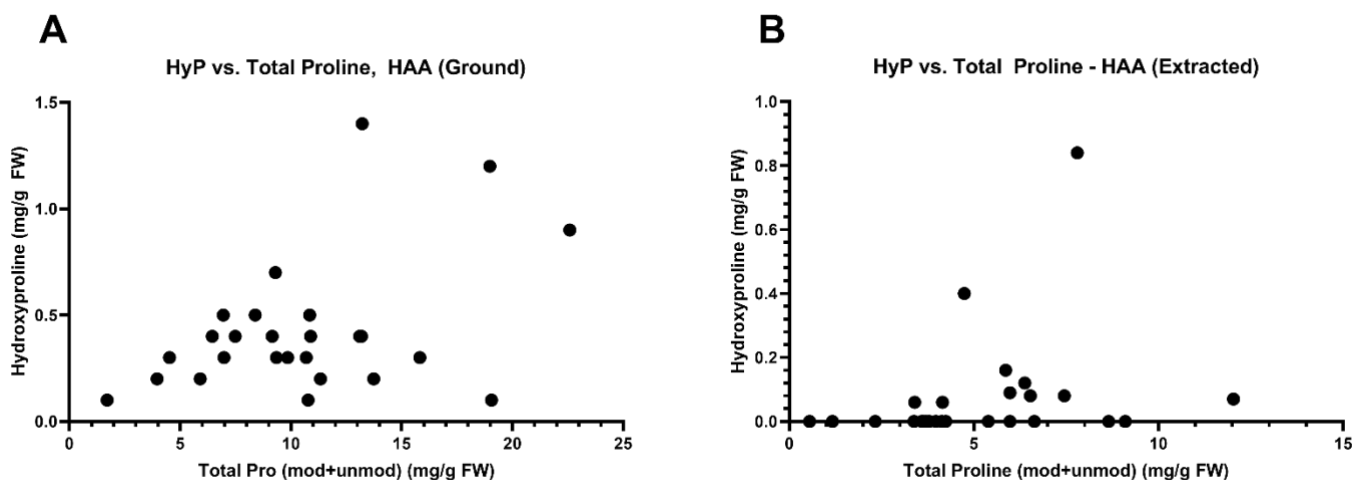 A
HyP vs. Total Proline, HAA (Ground)
1.5
1.0
0.5
0.0
Hydroxyproline (mg/g FW)
0
5
10
15
20
25
Total Pro (mod+unmod) (mg/g FW)
B
HyP vs. Total Proline - HAA (Extracted)
1.0
0.8
0.6
0.4
0.2
0.0
Hydroxyproline (mg/g FW)
0
5
10
15
Total Proline (mod+unmod) (mg/g FW)